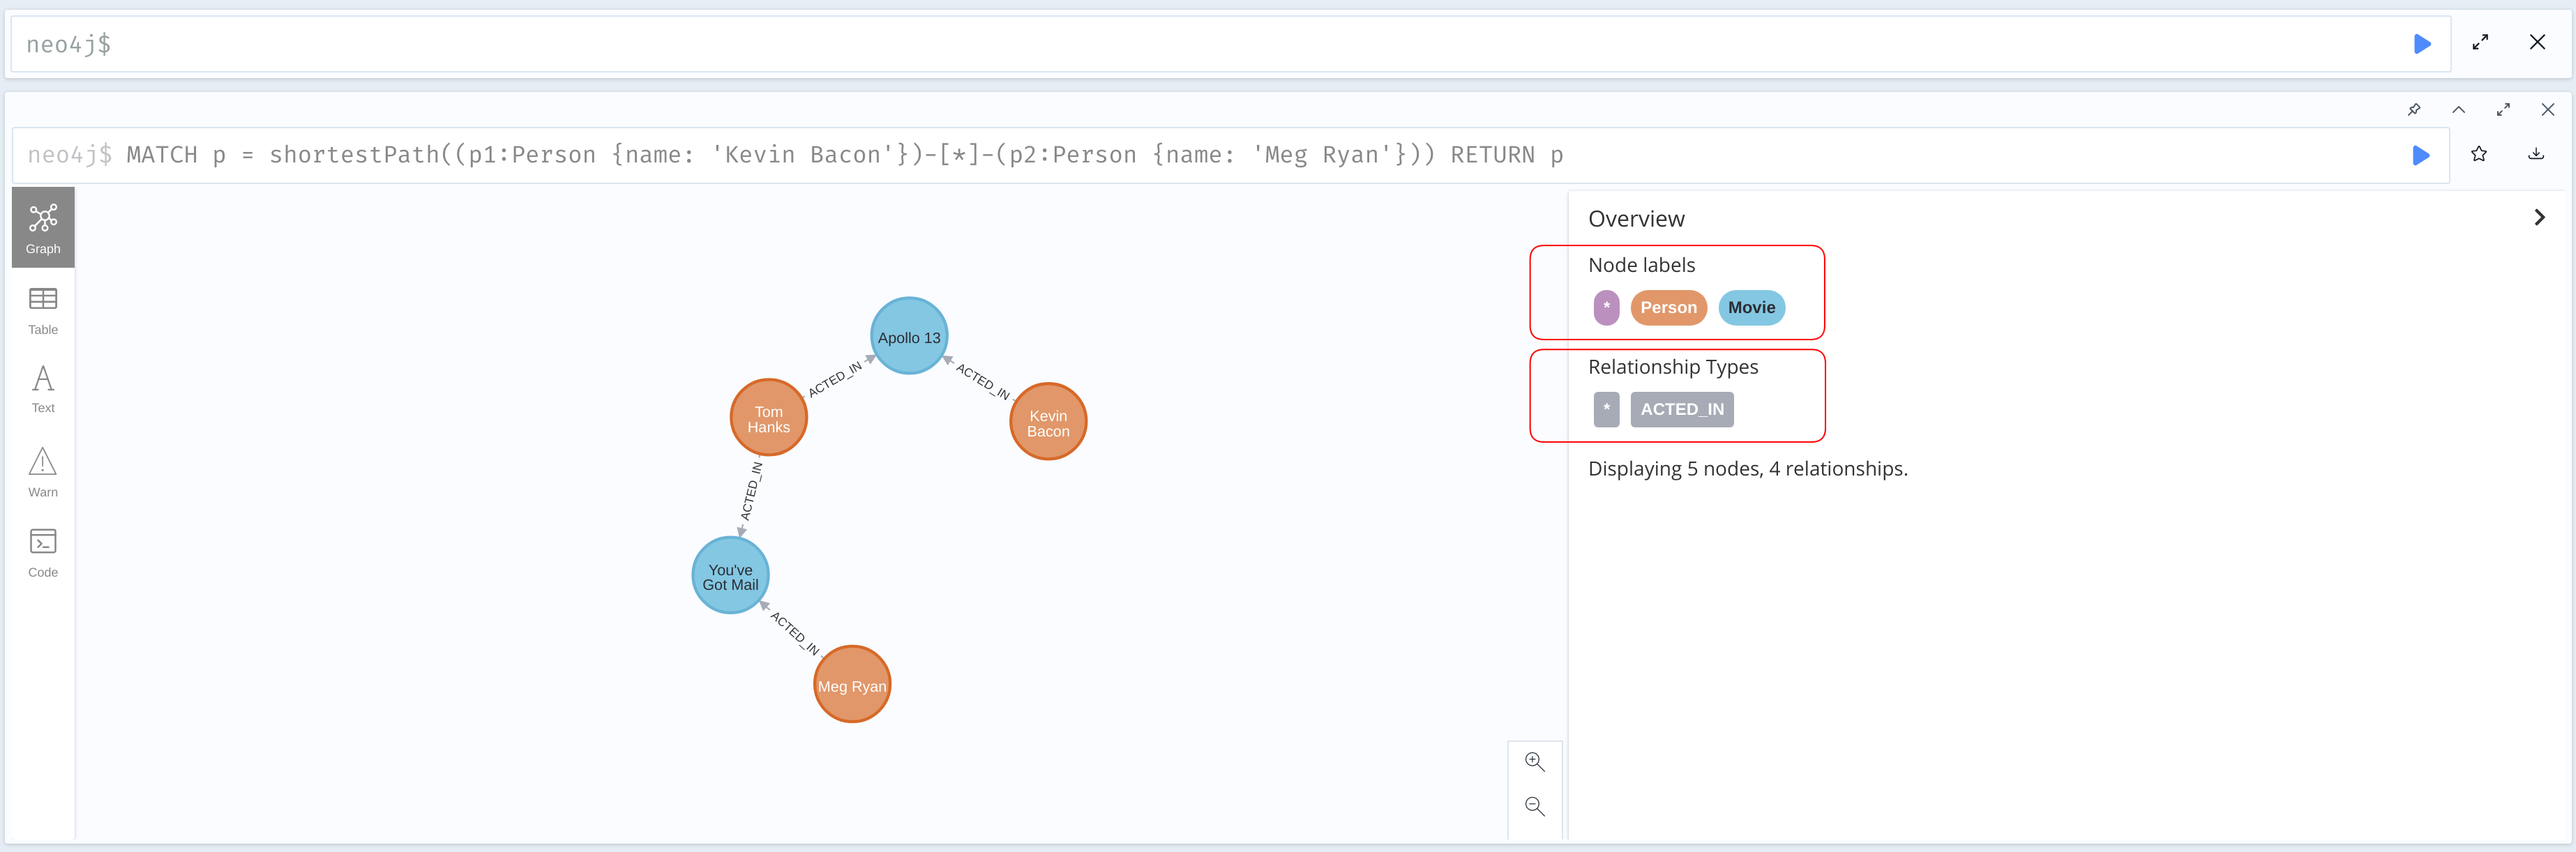 neo4j$
neo4j$ MATCH p = shortestPath((p1:Person {name: 'Kevin Bacon'})-[*]-(p2:Person {name: 'Meg Ryan'})) RETURN p
Graph
Table
Text
Warn
Code
Apollo 13
ACTED_IN
ACTED_IN
Tom
Hanks
Kevin
Bacon
ACTED_IN
You've
Got Mail
ACTED_IN
Meg Ryan
Overview
Node labels
* Person Movie
Relationship Types
* ACTED_IN
Displaying 5 nodes, 4 relationships.